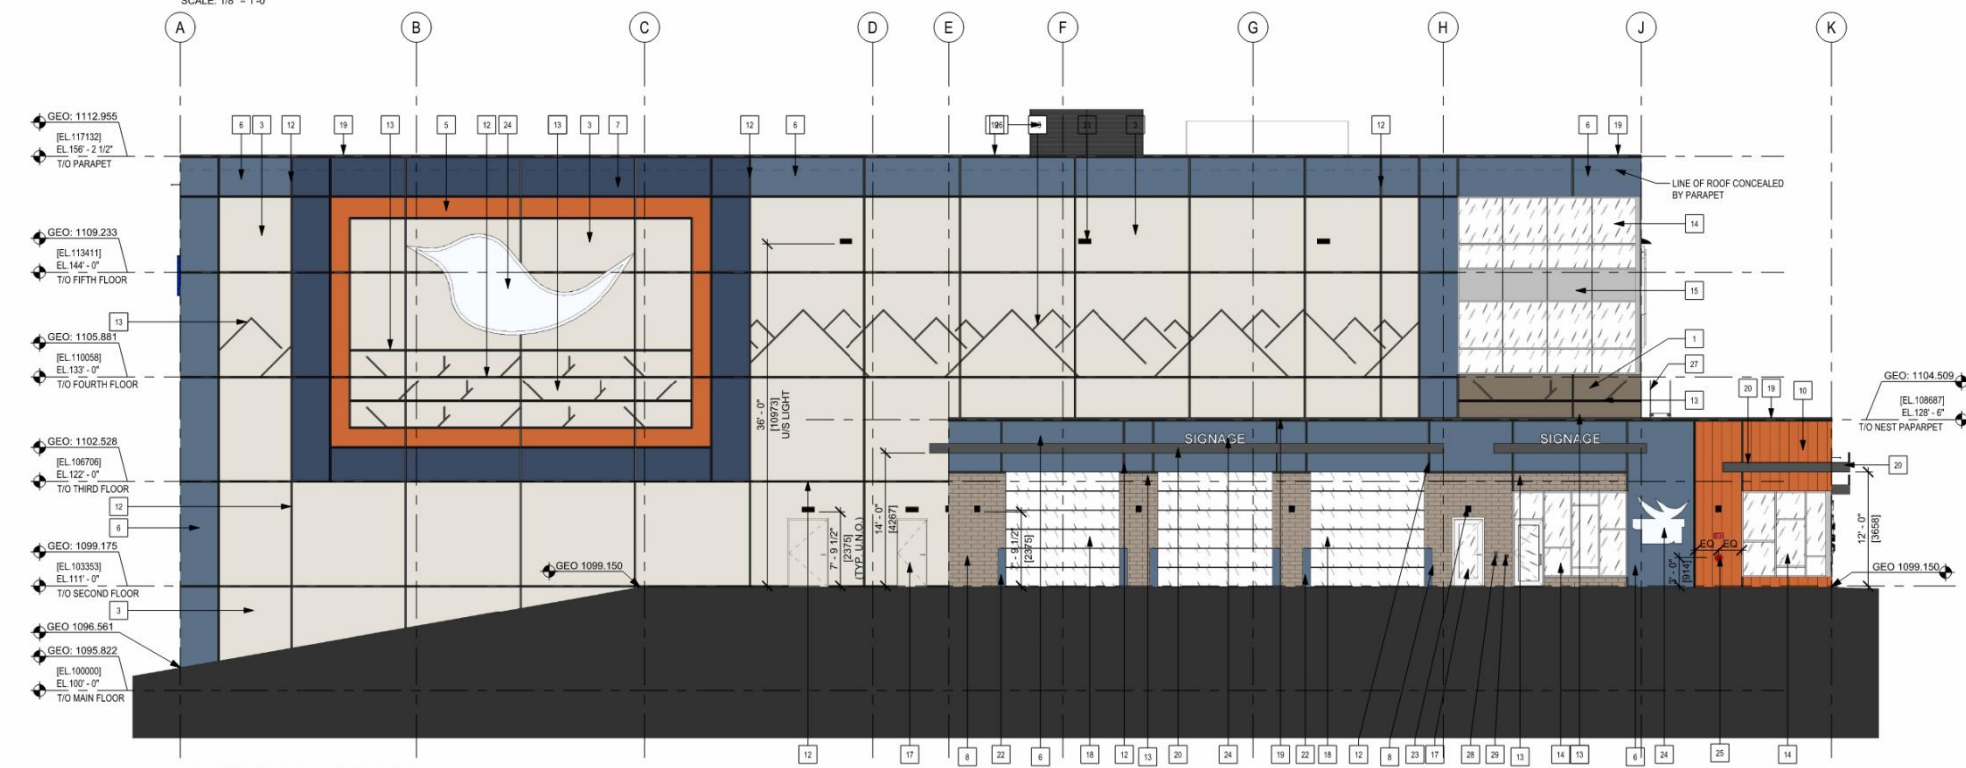 SCALE: 1/8" = 1'-0"
A
B
C
D
E
F
G
H
J
K
GEO: 1112.955
[EL.117132]
EL.156' - 2 1/2"
T/O PARAPET
6
3
12
19
13
5
12
24
13
3
7
12
6
23
3
12
6
19
LINE OF ROOF CONCEALED
BY PARAPET
14
GEO: 1109.233
[EL.113411]
EL.144' - 0"
T/O FIFTH FLOOR
15
13
GEO: 1105.881
[EL.110058]
EL.133' - 0"
T/O FOURTH FLOOR
1
27
13
20
19
10
GEO: 1104.509
[EL.108687]
EL.128' - 6"
T/O NEST PAPARPET
36' - 0"
[10973]
U/S LIGHT
SIGNAGE
SIGNAGE
GEO: 1102.528
[EL.106706]
EL.122' - 0"
T/O THIRD FLOOR
20
12
6
14' - 0"
[4267]
7' - 9 1/2"
[2375]
(TYP. U.N.O.)
7' - 9 1/2"
[2375]
EQ
EQ
3' - 0"
[914]
12' - 0"
[3658]
GEO: 1099.175
[EL.103353]
EL.111' - 0"
T/O SECOND FLOOR
GEO 1099.150
GEO 1099.150
3
GEO 1096.561
GEO: 1095.822
[EL.100000]
EL.100' - 0"
T/O MAIN FLOOR
12
17
8
22
6
18
12
13
20
24
19
22
18
12
8
23
17
28
29
13
14
13
6
24
25
14